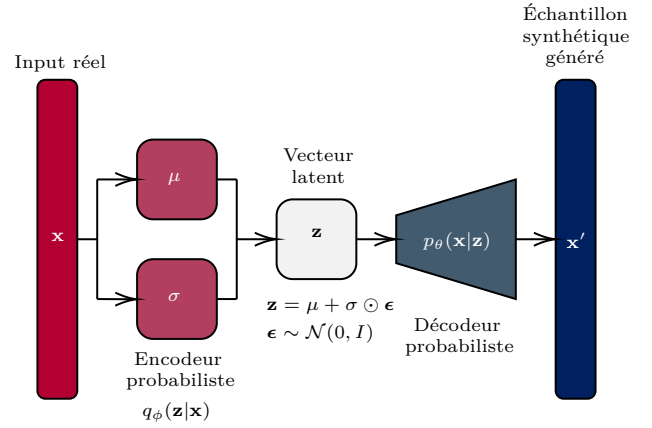 Échantillon
synthétique
généré
Input réel
x
μ
σ
Encodeur
probabiliste
q_ϕ(z|x)
Vecteur
latent
z
z = μ + σ ⊙ ϵ
ϵ ∼ 𝒩(0, I)
p_θ(x|z)
Décodeur
probabiliste
x′